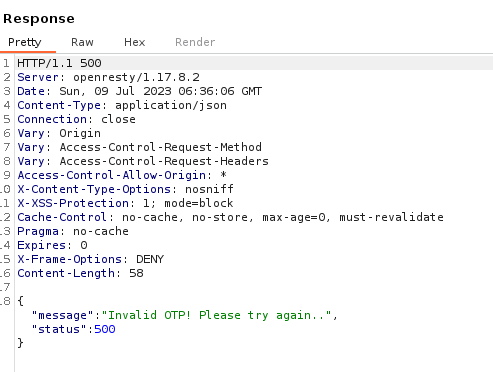 Response
Pretty Raw Hex Render
1 HTTP/1.1 500
2 Server: openresty/1.17.8.2
3 Date: Sun, 09 Jul 2023 06:36:06 GMT
4 Content-Type: application/json
5 Connection: close
6 Vary: Origin
7 Vary: Access-Control-Request-Method
8 Vary: Access-Control-Request-Headers
9 Access-Control-Allow-Origin: *
10 X-Content-Type-Options: nosniff
11 X-XSS-Protection: 1; mode=block
12 Cache-Control: no-cache, no-store, max-age=0, must-revalidate
13 Pragma: no-cache
14 Expires: 0
15 X-Frame-Options: DENY
16 Content-Length: 58
17
18 {
"message":"Invalid OTP! Please try again..",
"status":500
}